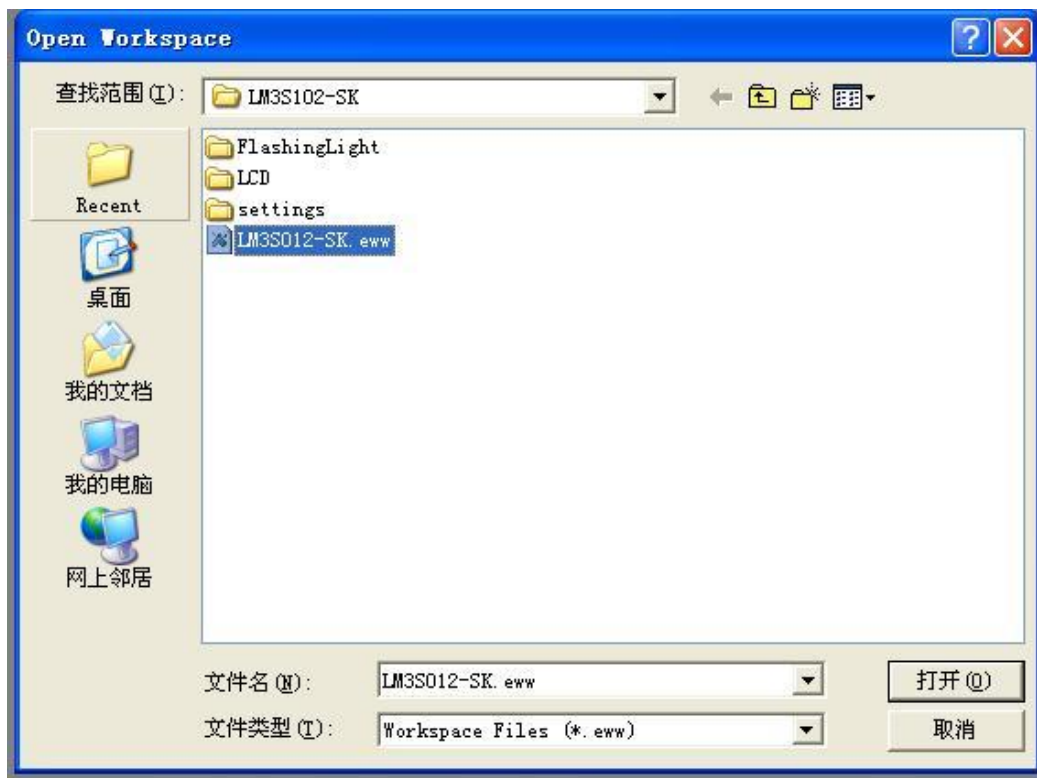 Open Workspace
查找范围(I):
LM3S102-SK
FlashingLight
LCD
settings
LM3S012-SK.eww
Recent
桌面
我的文档
我的电脑
网上邻居
文件名(N):
LM3S012-SK.eww
打开(O)
文件类型(T):
Workspace Files (*.eww)
取消